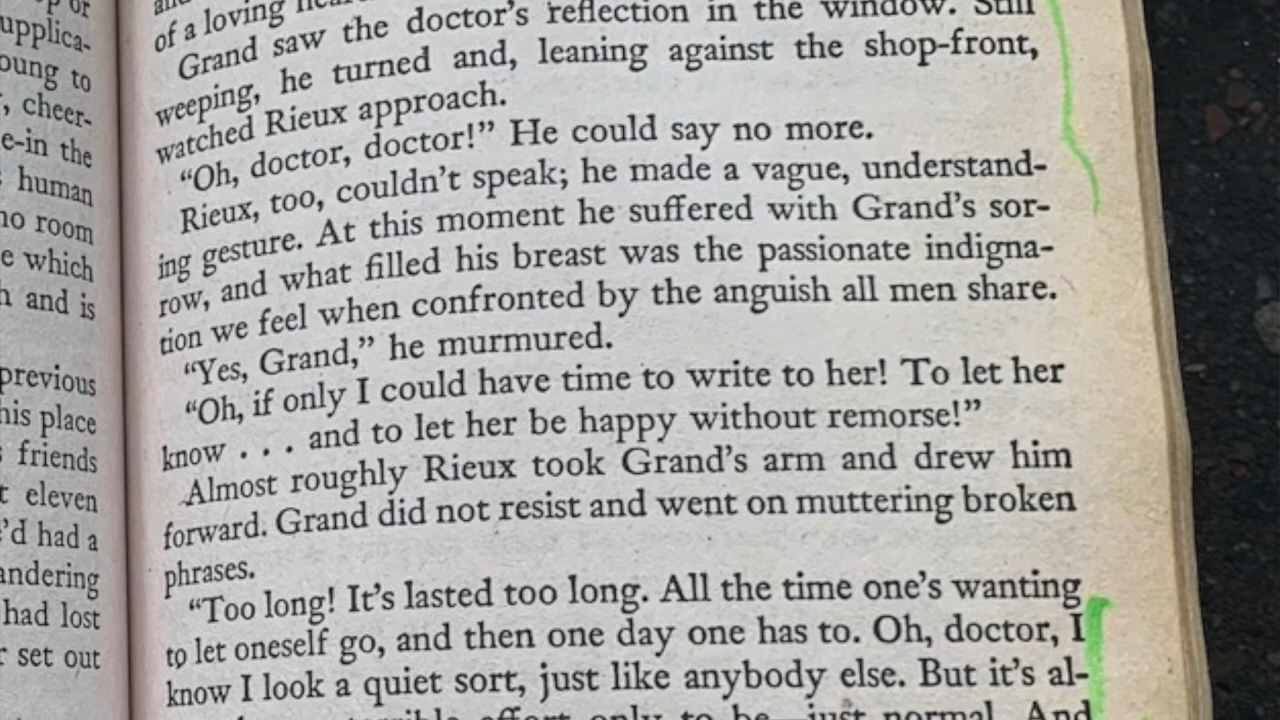 upplica-
oung to
, cheer-
e-in the
human
no room
e which
h and is
previous
his place
friends
t eleven
e'd had a
andering
had lost
r set out
of a loving
Grand saw the doctor's reflection in the window. Still
weeping, he turned and, leaning against the shop-front,
watched Rieux approach.
“Oh, doctor, doctor!” He could say no more.
Rieux, too, couldn't speak; he made a vague, understand-
ing gesture. At this moment he suffered with Grand's sor-
row, and what filled his breast was the passionate indigna-
tion we feel when confronted by the anguish all men share.
“Yes, Grand,” he murmured.
“Oh, if only I could have time to write to her! To let her
know . . . and to let her be happy without remorse!”
Almost roughly Rieux took Grand's arm and drew him
forward. Grand did not resist and went on muttering broken
phrases.
“Too long! It's lasted too long. All the time one's wanting
to let oneself go, and then one day one has to. Oh, doctor, I
know I look a quiet sort, just like anybody else. But it's al-
effort only to be—just normal. And